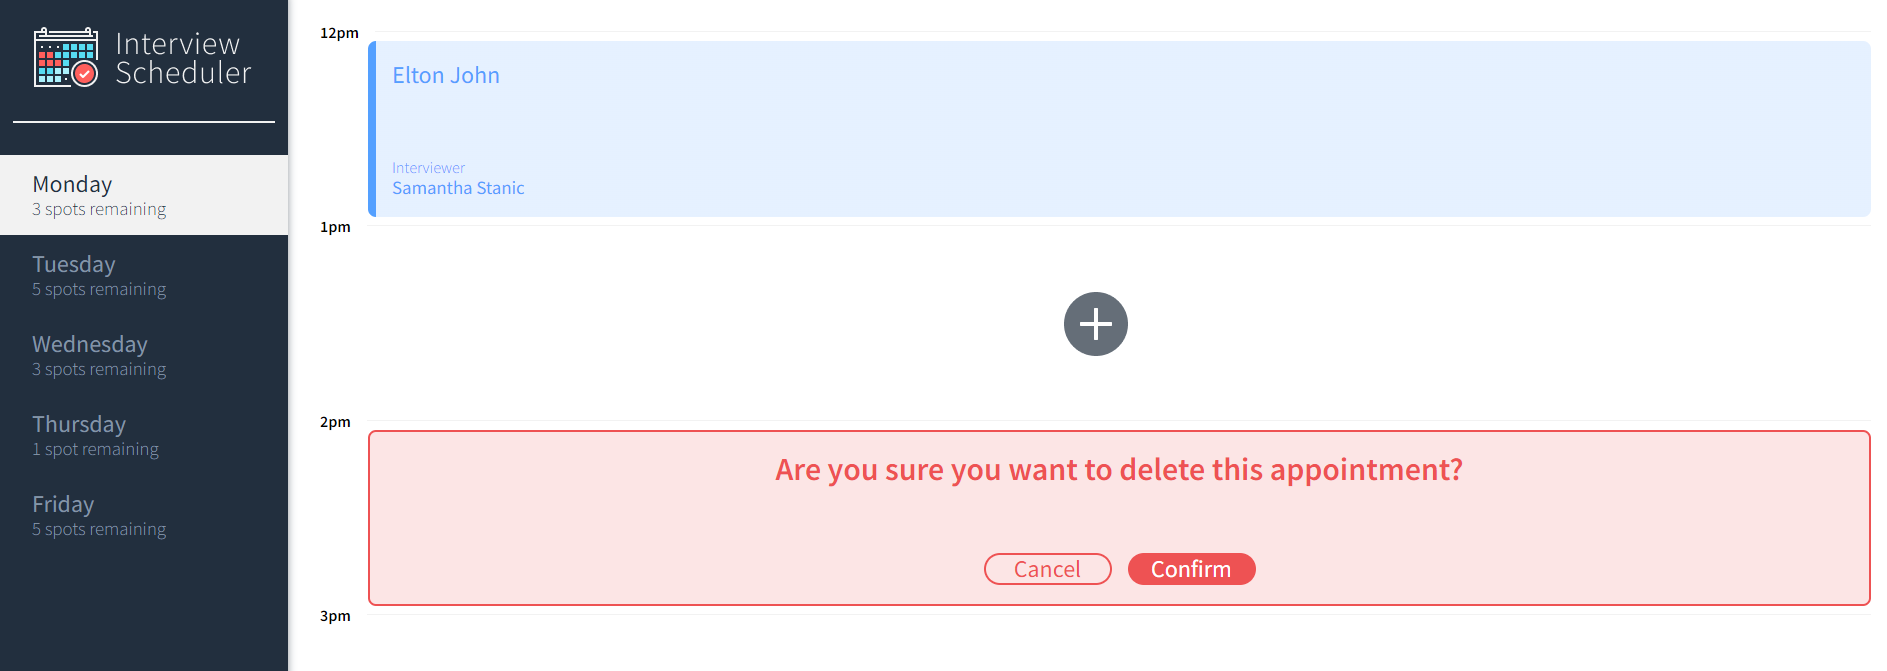 Interview
Scheduler
Monday
3 spots remaining
Tuesday
5 spots remaining
Wednesday
3 spots remaining
Thursday
1 spot remaining
Friday
5 spots remaining
12pm
Elton John
Interviewer
Samantha Stanic
1pm
2pm
Are you sure you want to delete this appointment?
Cancel Confirm
3pm